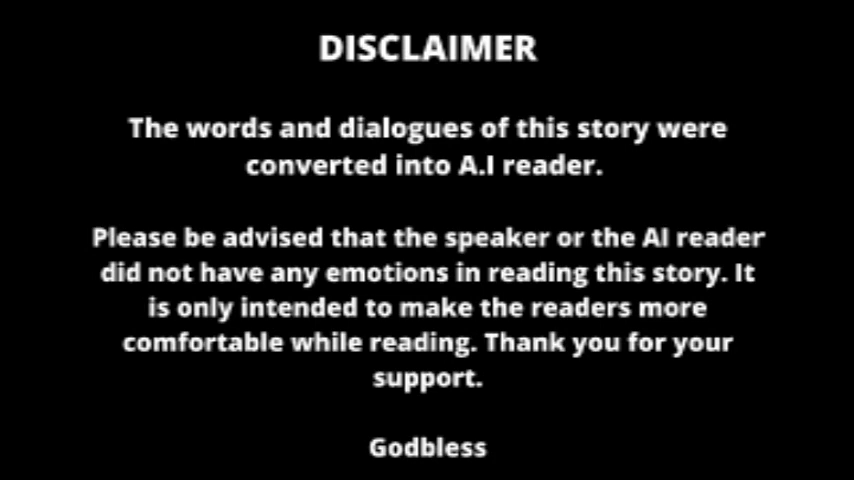 DISCLAIMER
The words and dialogues of this story were
converted into A.I reader.
Please be advised that the speaker or the AI reader
did not have any emotions in reading this story. It
is only intended to make the readers more
comfortable while reading. Thank you for your
support.
Godbless